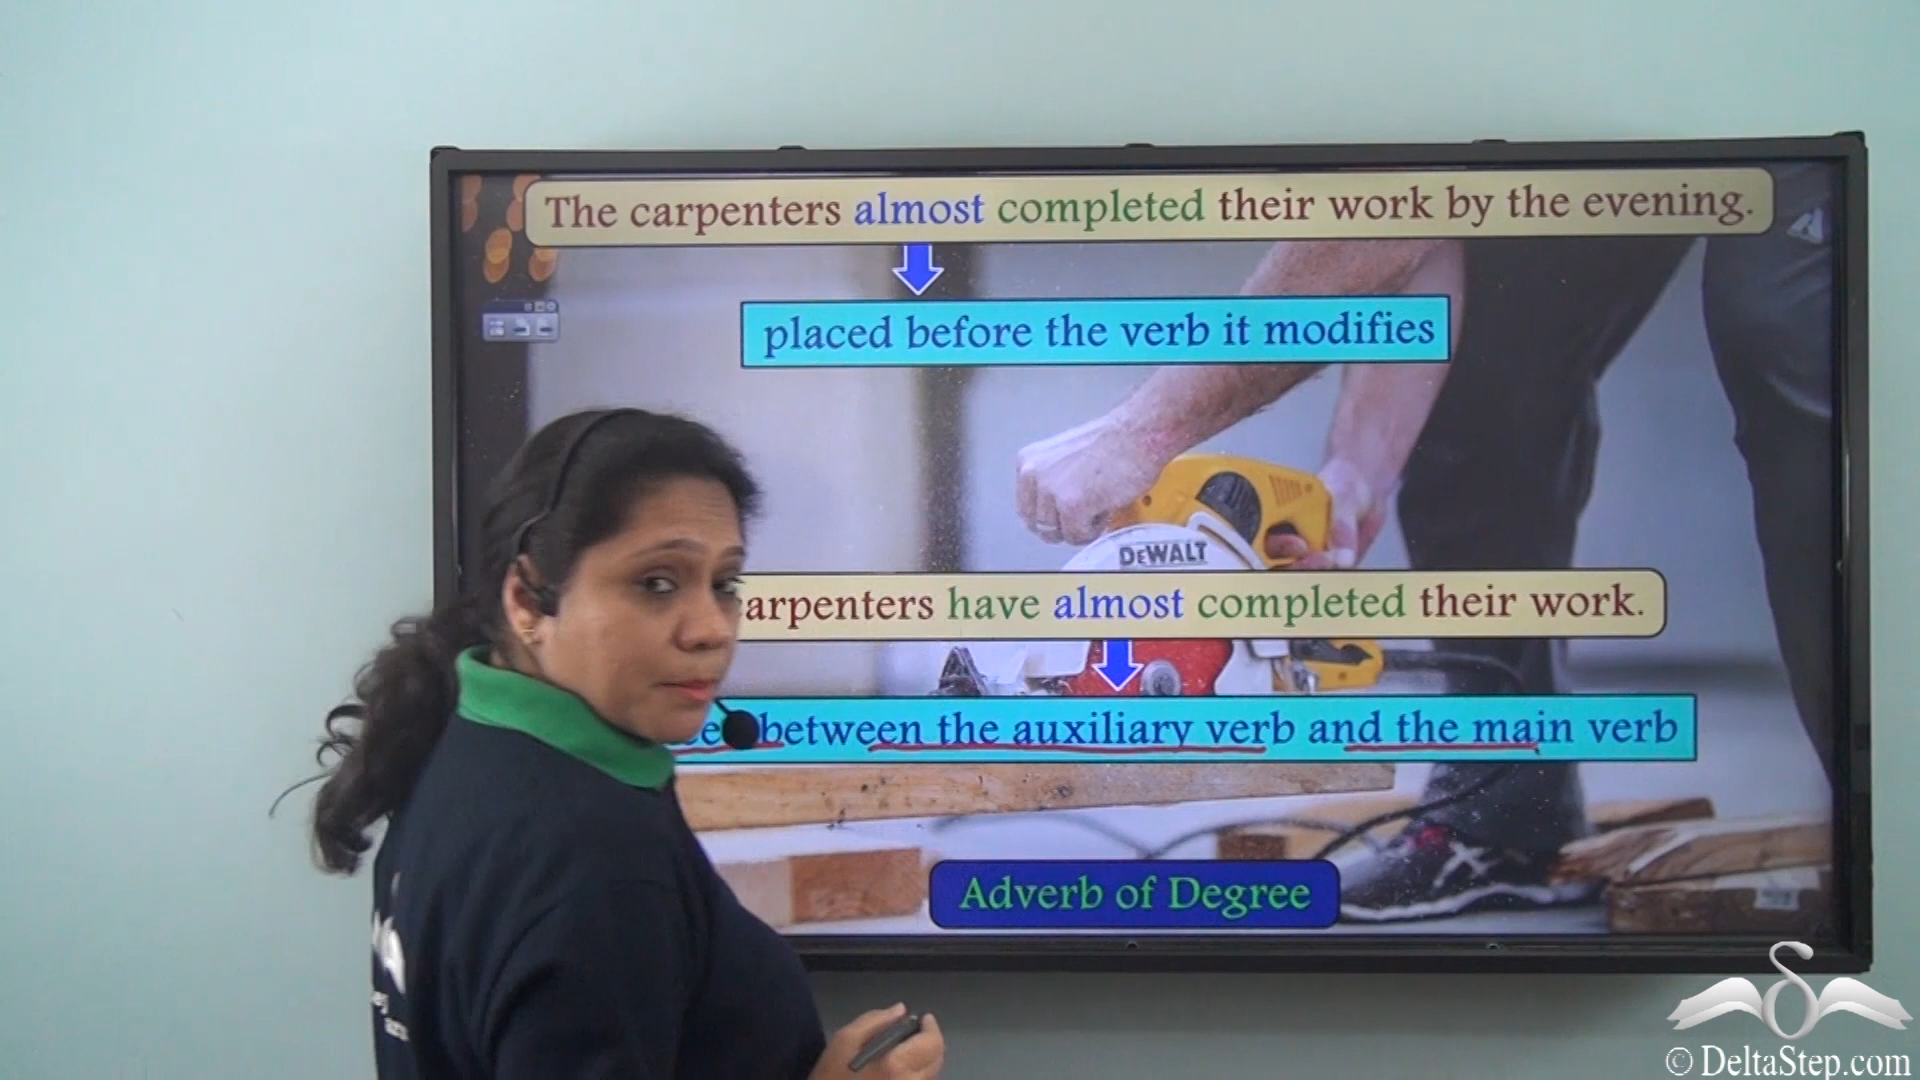 The carpenters almost completed their work by the evening.
placed before the verb it modifies
DEWALT
have almost completed their work.
between the auxiliary verb and the main verb
Adverb of Degree
© DeltaStep.com